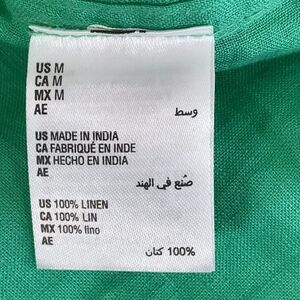 US M
CA M
MX M
AE وسط
US MADE IN INDIA
CA FABRIQUÉ EN INDE
MX HECHO EN INDIA
AE
صُنع في الهند
US 100% LINEN
CA 100% LIN
MX 100% lino
AE
100% كتان